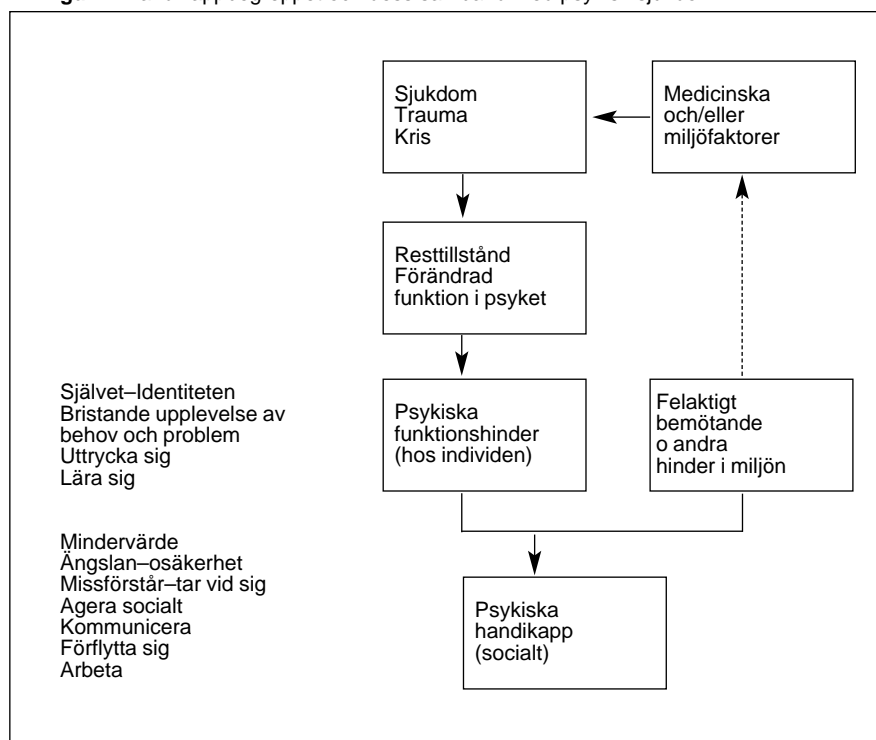 Sjukdom
Trauma
Kris
Medicinska
och/eller
miljöfaktorer
Resttillstånd
Förändrad
funktion i psyket
Självet–Identiteten
Bristande upplevelse av
behov och problem
Uttrycka sig
Lära sig
Psykiska
funktionshinder
(hos individen)
Felaktigt
bemötande
o andra
hinder i miljön
Mindervärde
Ängslan–osäkerhet
Missförstår–tar vid sig
Agera socialt
Kommunicera
Förflytta sig
Arbeta
Psykiska
handikapp
(socialt)